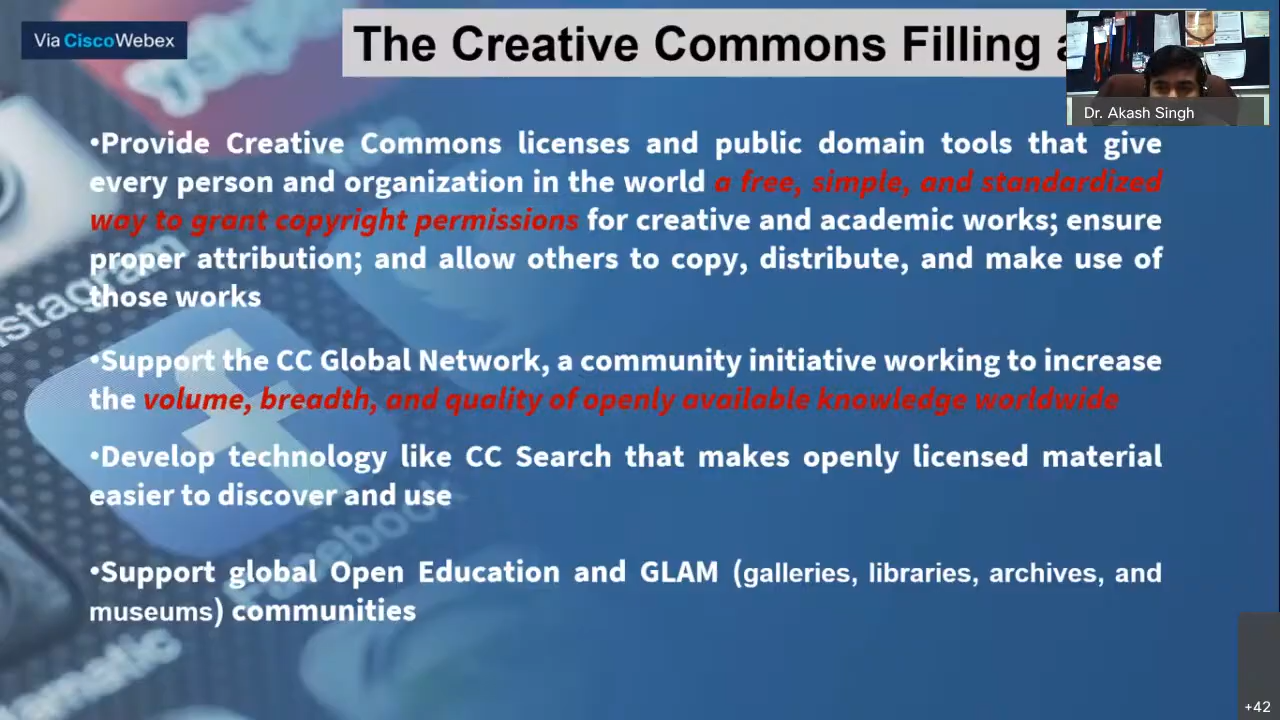 Via CiscoWebex
The Creative Commons Filling a
Dr. Akash Singh
•Provide Creative Commons licenses and public domain tools that give
every person and organization in the world a free, simple, and standardized
way to grant copyright permissions for creative and academic works; ensure
proper attribution; and allow others to copy, distribute, and make use of
those works
•Support the CC Global Network, a community initiative working to increase
the volume, breadth, and quality of openly available knowledge worldwide
•Develop technology like CC Search that makes openly licensed material
easier to discover and use
•Support global Open Education and GLAM (galleries, libraries, archives, and
museums) communities
nstagram
Facebook
+42